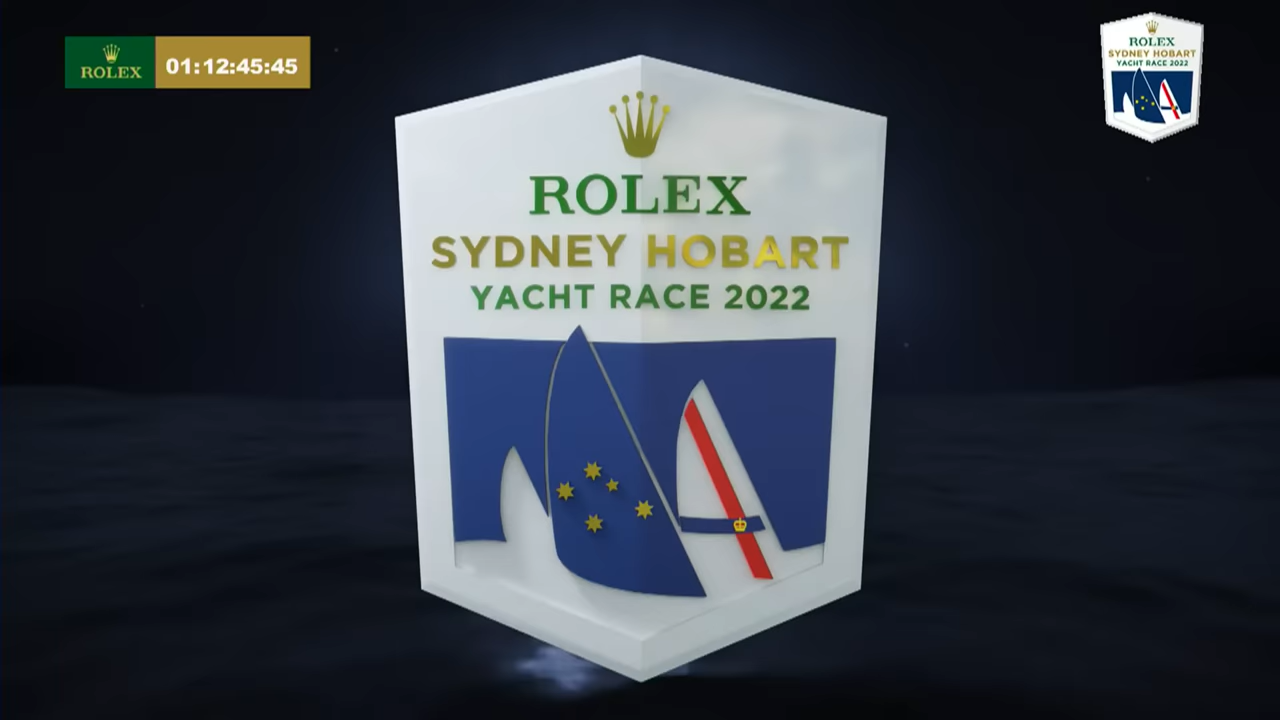 ROLEX
01:12:45:45
ROLEX
SYDNEY HOBART
YACHT RACE 2022
ROLEX
SYDNEY HOBART
YACHT RACE 2022